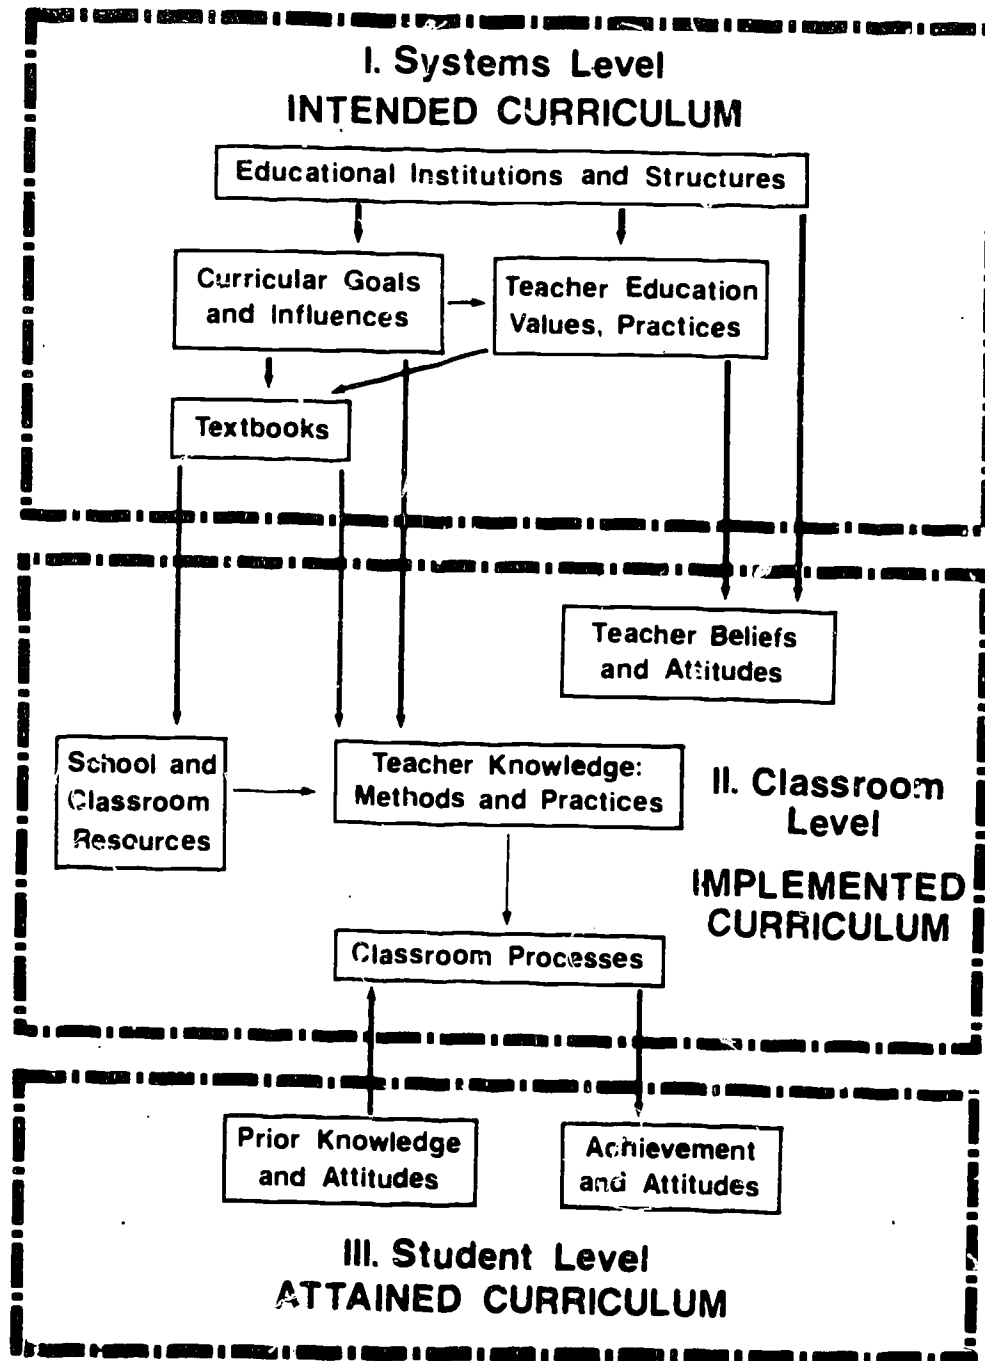 I. Systems Level
INTENDED CURRICULUM
Educational Institutions and Structures
Curricular Goals
and Influences
Teacher Education
Values, Practices
Textbooks
Teacher Beliefs
and Attitudes
School and
Classroom
Resources
Teacher Knowledge:
Methods and Practices
II. Classroom
Level
IMPLEMENTED
CURRICULUM
Classroom Processes
Prior Knowledge
and Attitudes
Achievement
and Attitudes
III. Student Level
ATTAINED CURRICULUM